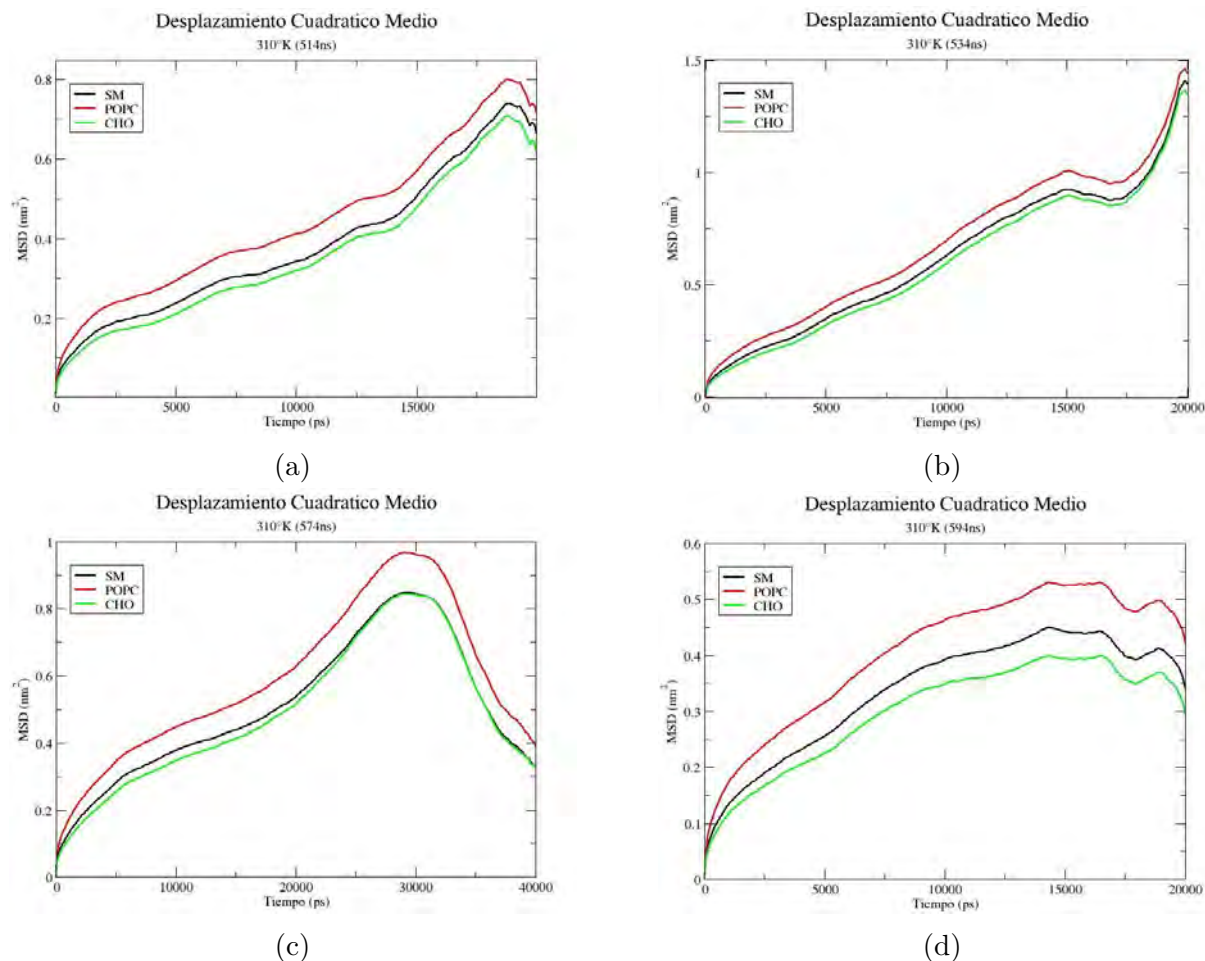 Desplazamiento Cuadratico Medio
310°K (514ns)
0.8
0.6
0.4
0.2
MSD (nm²)
SM
POPC
CHO
0
5000
10000
15000
Tiempo (ps)
(a)
Desplazamiento Cuadratico Medio
310°K (534ns)
1.5
1
0.5
0
MSD (nm²)
SM
POPC
CHO
0
5000
10000
15000
20000
Tiempo (ps)
(b)
Desplazamiento Cuadratico Medio
310°K (574ns)
1
0.8
0.6
0.4
0.2
0
MSD (nm²)
SM
POPC
CHO
0
10000
20000
30000
40000
Tiempo (ps)
(c)
Desplazamiento Cuadratico Medio
310°K (594ns)
0.6
0.5
0.4
0.3
0.2
0.1
0
MSD (nm²)
SM
POPC
CHO
0
5000
10000
15000
20000
Tiempo (ps)
(d)